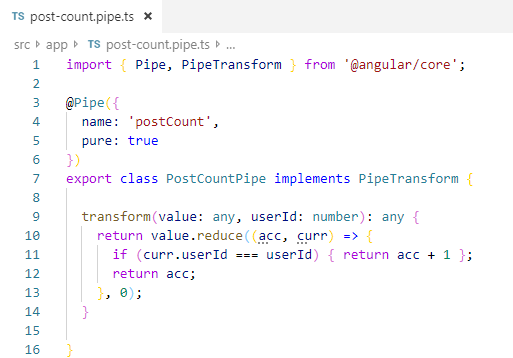 TS post-count.pipe.ts ×
src › app › TS post-count.pipe.ts › ...
1 import { Pipe, PipeTransform } from '@angular/core';
2
3 @Pipe({
4   name: 'postCount',
5   pure: true
6 })
7 export class PostCountPipe implements PipeTransform {
8
9   transform(value: any, userId: number): any {
10     return value.reduce((acc, curr) => {
11       if (curr.userId === userId) { return acc + 1 };
12       return acc;
13     }, 0);
14   }
15
16 }